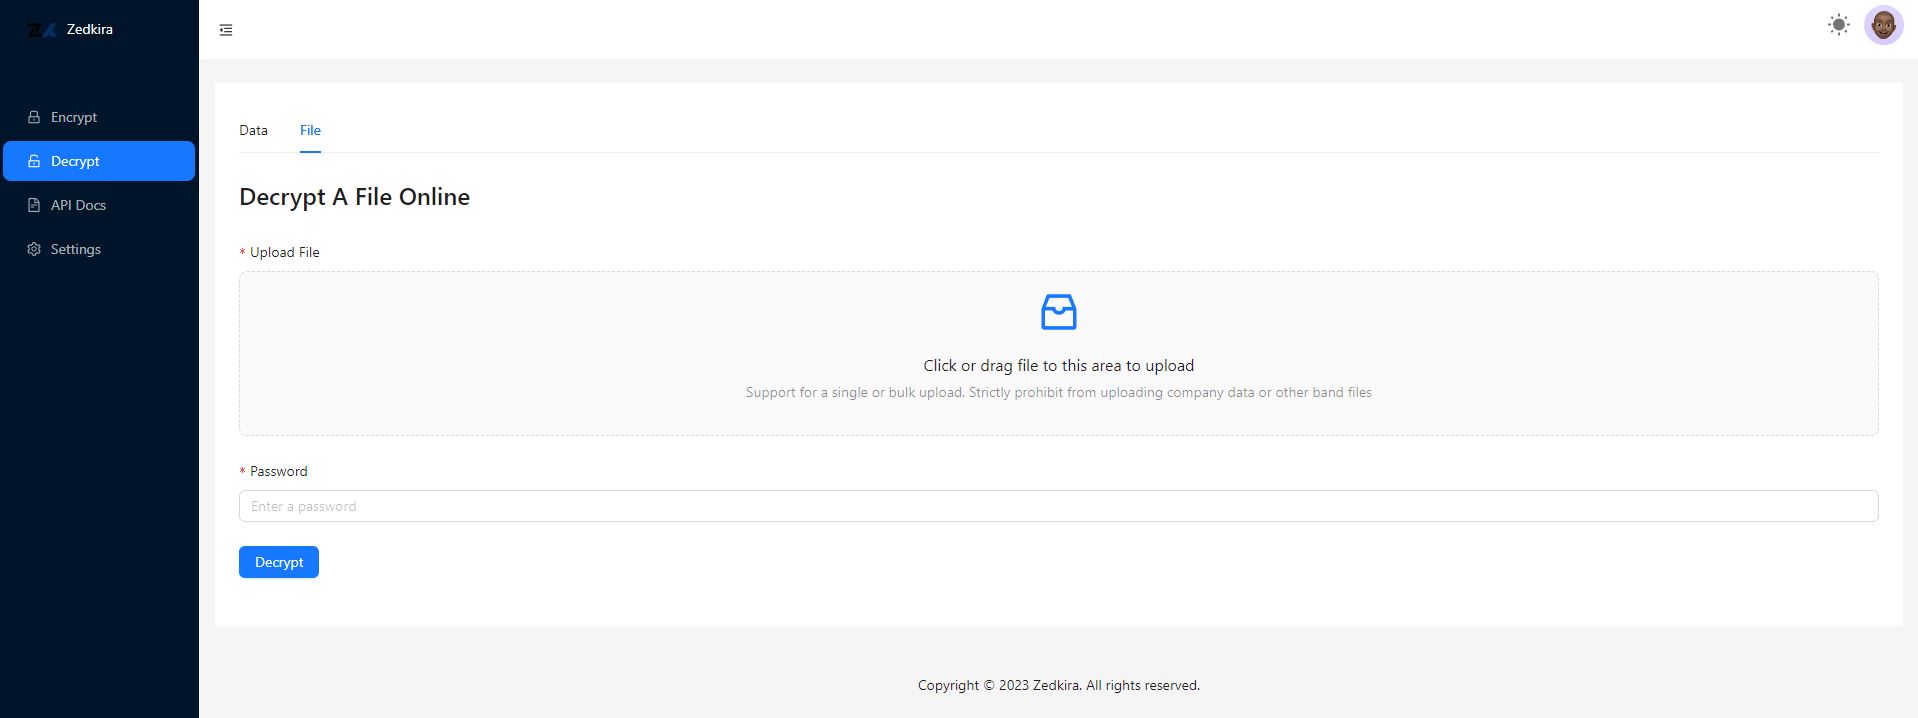 ZX Zedkira
Encrypt
Decrypt
API Docs
Settings
Data File
Decrypt A File Online
* Upload File
Click or drag file to this area to upload
Support for a single or bulk upload. Strictly prohibit from uploading company data or other band files
* Password
Enter a password
Decrypt
Copyright © 2023 Zedkira. All rights reserved.